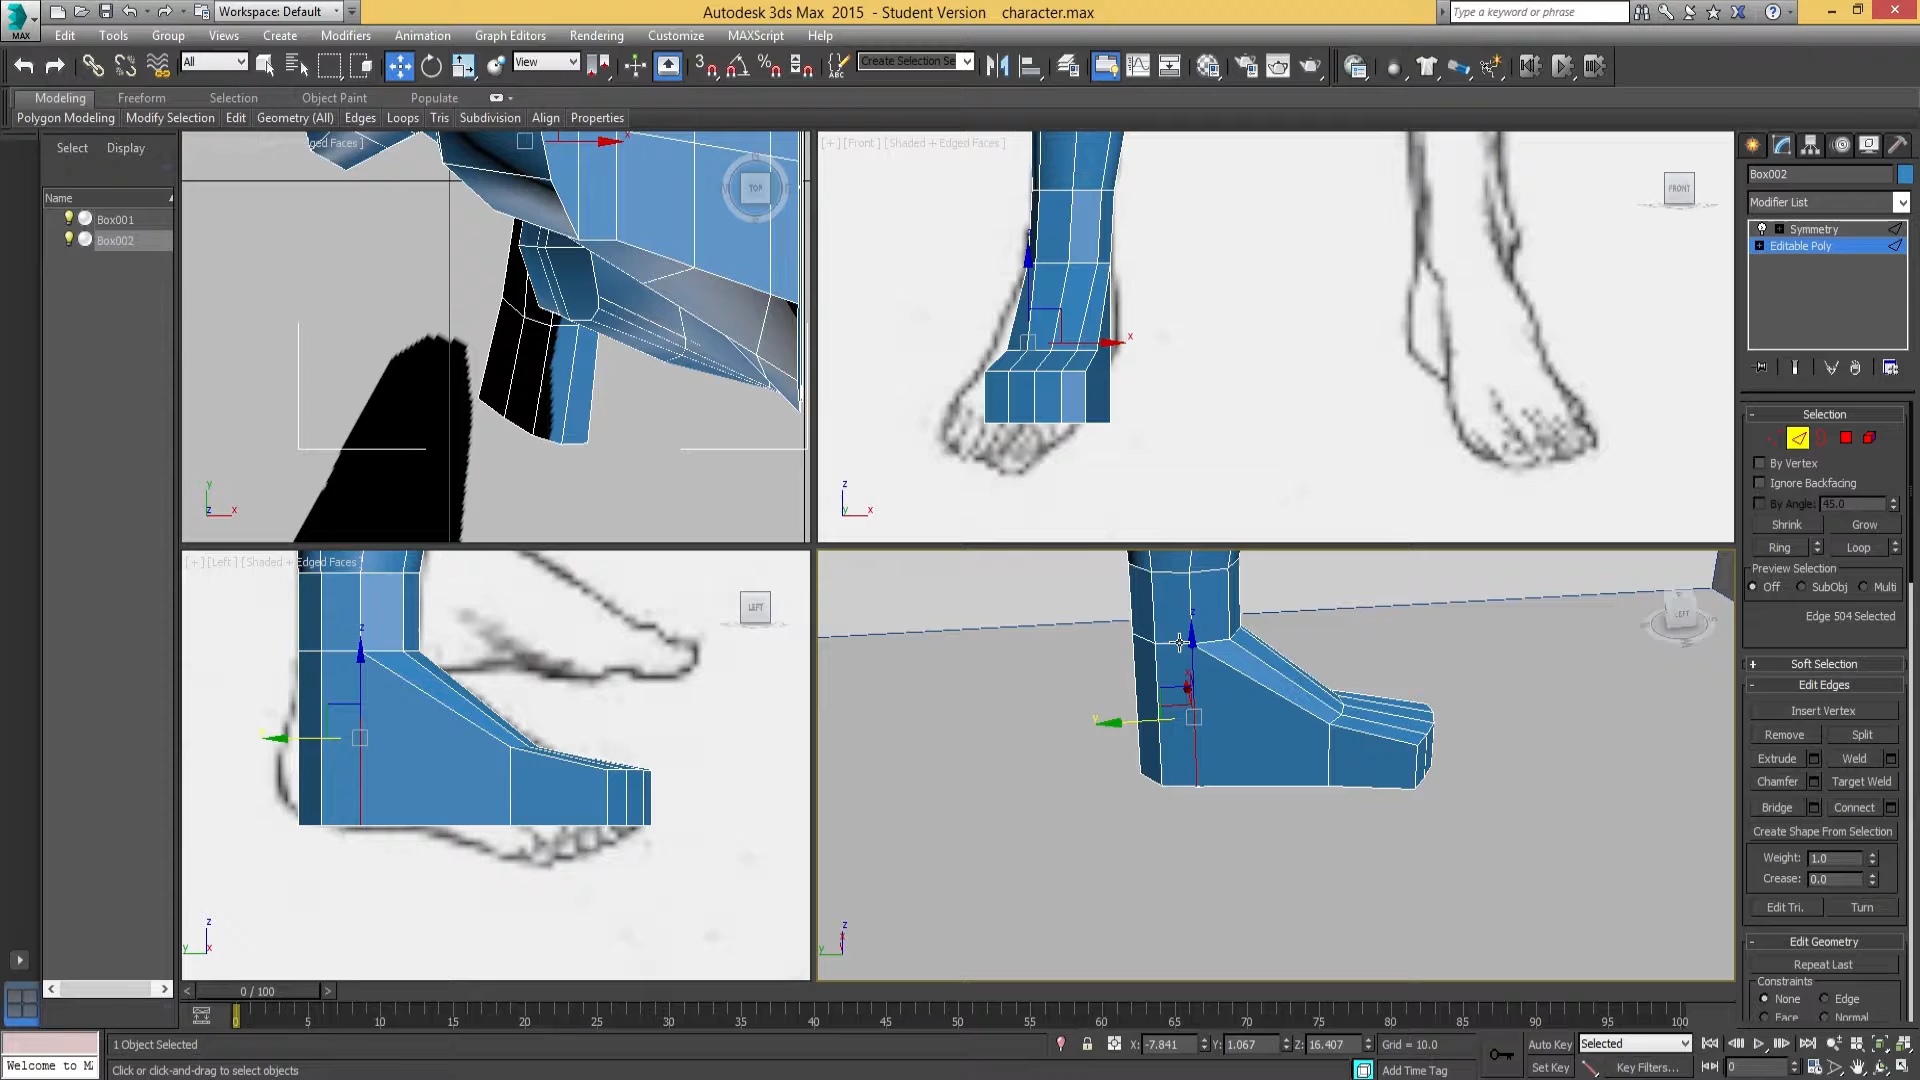 Workspace: Default
Autodesk 3ds Max 2015 - Student Version character.max
Type a keyword or phrase
MAX
Edit Tools Group Views Create Modifiers Animation Graph Editors Rendering Customize MAXScript Help
All
View
Create Selection Se
Modeling Freeform Selection Object Paint Populate
Polygon Modeling Modify Selection Edit Geometry (All) Edges Loops Tris Subdivision Align Properties
Select Display
Name
Box001
Box002
ged Faces ]
TOP
[+] [Front] [Shaded + Edged Faces ]
FRONT
[+] [Left] [Shaded + Edged Faces ]
LEFT
LEFT
Box002
Modifier List
Symmetry
Editable Poly
Selection
By Vertex
Ignore Backfacing
By Angle: 45.0
Shrink Grow
Ring Loop
Preview Selection
Off SubObj Multi
Edge 504 Selected
Soft Selection
Edit Edges
Insert Vertex
Remove Split
Extrude Weld
Chamfer Target Weld
Bridge Connect
Create Shape From Selection
Weight: 1.0
Crease: 0.0
Edit Tri. Turn
Edit Geometry
Repeat Last
Constraints
None Edge
Face Normal
0 / 100
0 5 10 15 20 25 30 35 40 45 50 55 60 65 70 75 80 85 90 95 100
1 Object Selected
X: -7.841 Y: 1.067 Z: 16.407 Grid = 10.0
Auto Key Selected
Welcome to M
Click or click-and-drag to select objects
Add Time Tag
Set Key Key Filters... 0